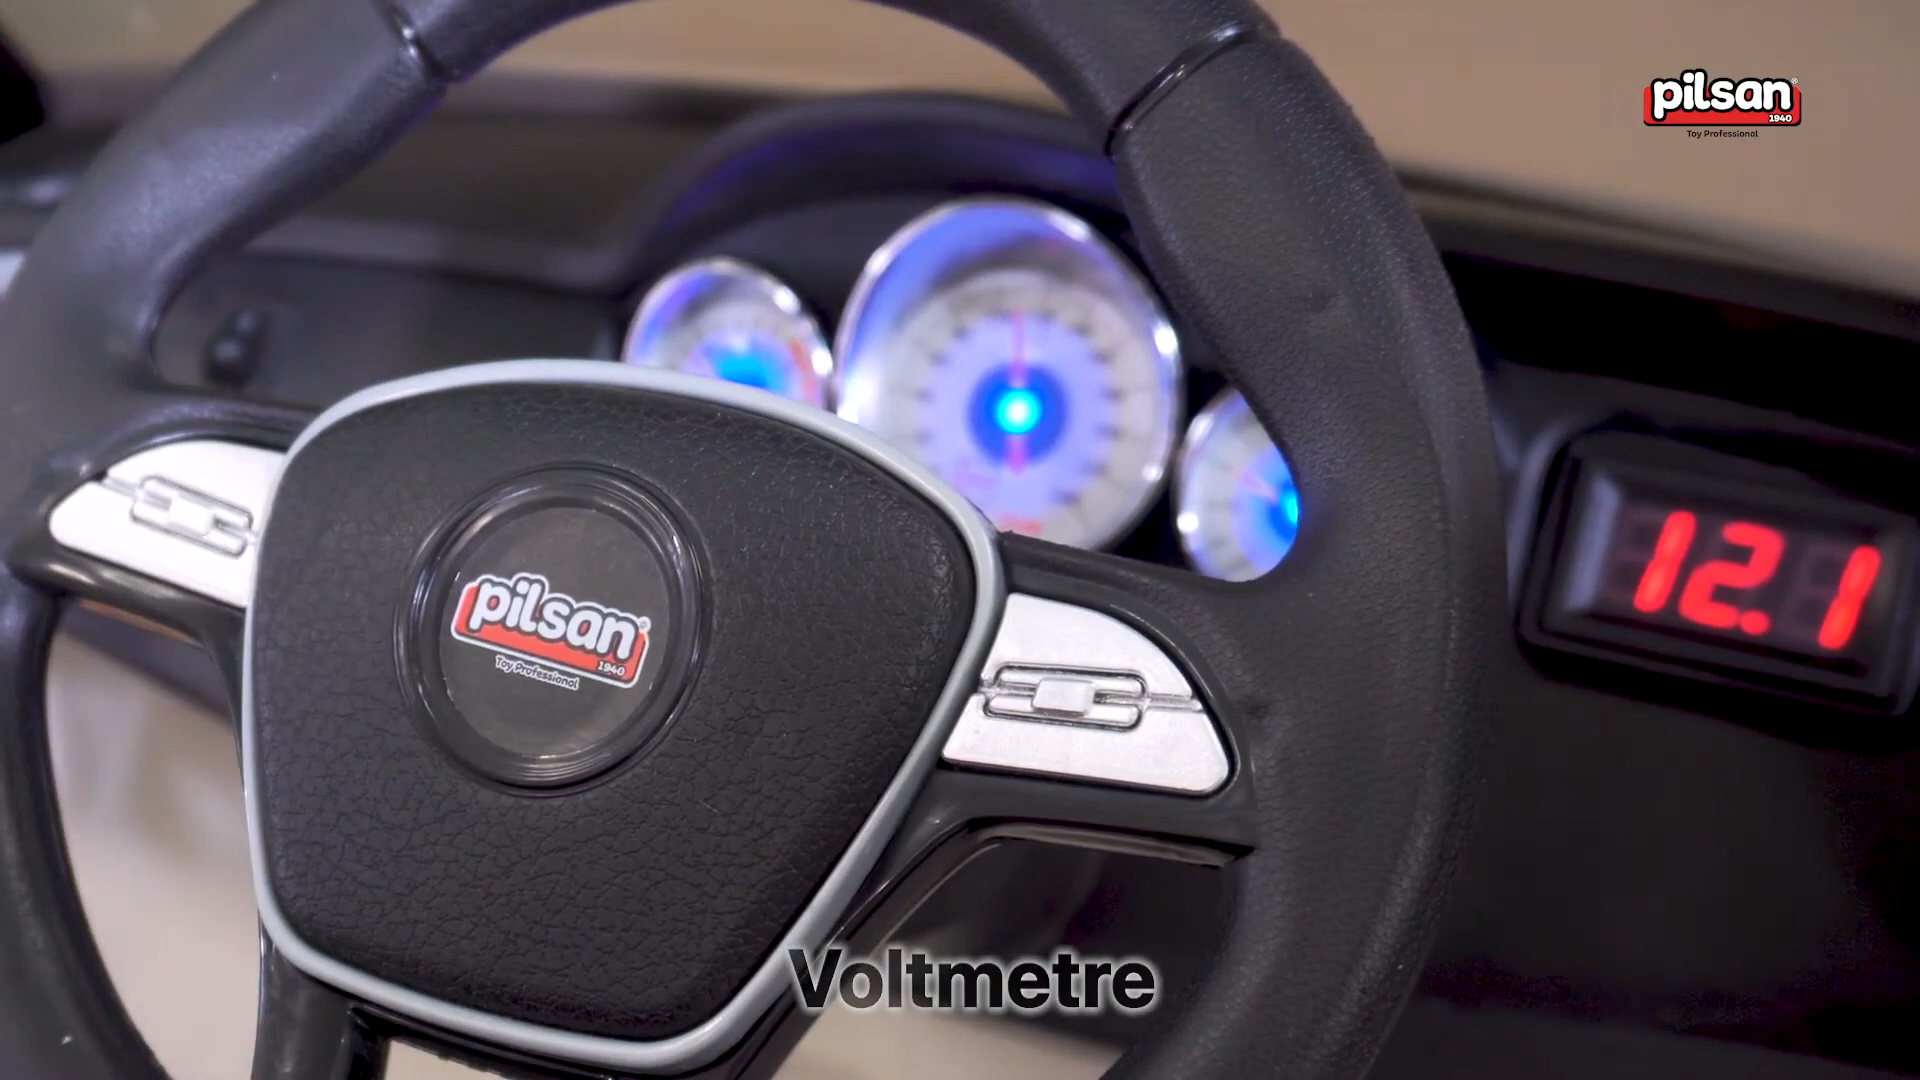 pilsan®
1940
Toy Professional
12.1
pilsan®
1940
Toy Professional
Voltmetre